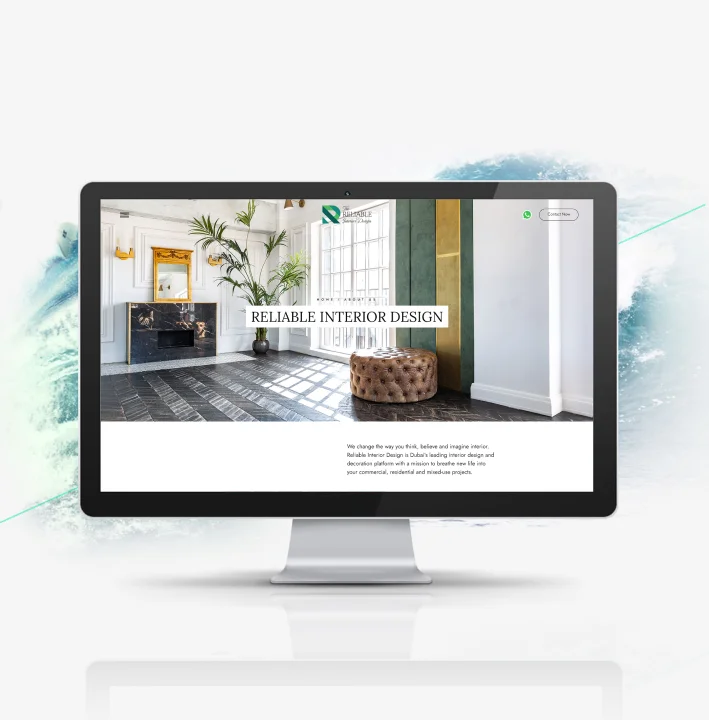 The
RELIABLE
Interior Design
Contact Now
HOME | ABOUT US
RELIABLE INTERIOR DESIGN
We change the way you think, believe and imagine interior.
Reliable Interior Design is Dubai's leading interior design and
decoration platform with a mission to breathe new life into
your commercial, residential and mixed-use projects.